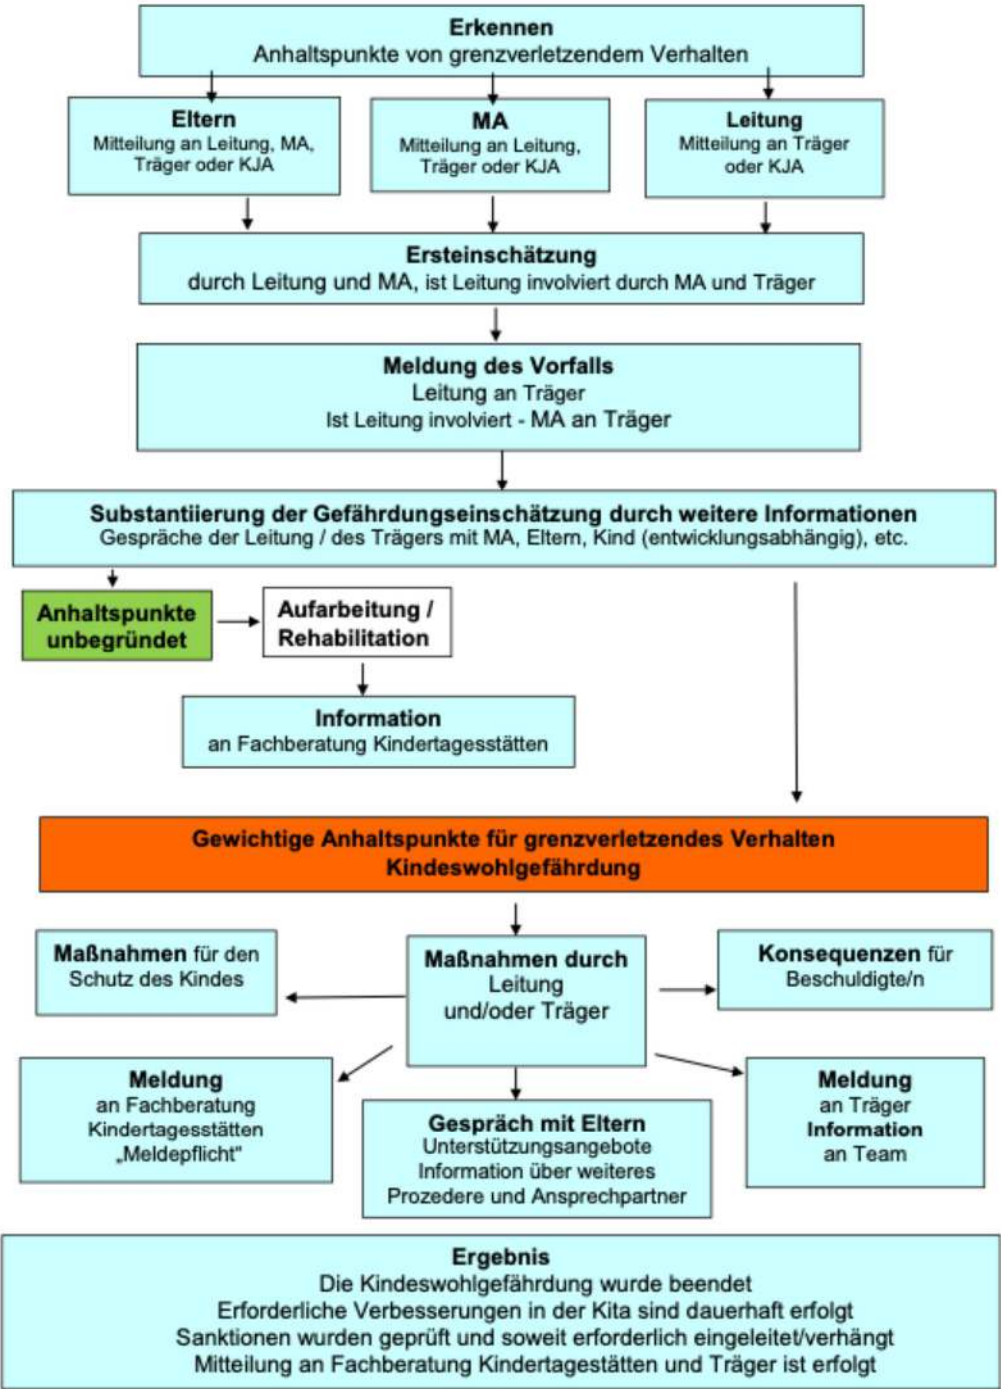 Erkennen
Anhaltspunkte von grenzverletzendem Verhalten
Eltern
Mitteilung an Leitung, MA,
Träger oder KJA
MA
Mitteilung an Leitung,
Träger oder KJA
Leitung
Mitteilung an Träger
oder KJA
Ersteinschätzung
durch Leitung und MA, ist Leitung involviert durch MA und Träger
Meldung des Vorfalls
Leitung an Träger
Ist Leitung involviert - MA an Träger
Substantiierung der Gefährdungseinschätzung durch weitere Informationen
Gespräche der Leitung / des Trägers mit MA, Eltern, Kind (entwicklungsabhängig), etc.
Anhaltspunkte
unbegründet
Aufarbeitung /
Rehabilitation
Information
an Fachberatung Kindertagesstätten
Gewichtige Anhaltspunkte für grenzverletzendes Verhalten
Kindeswohlgefährdung
Maßnahmen für den
Schutz des Kindes
Maßnahmen durch
Leitung
und/oder Träger
Konsequenzen für
Beschuldigte/n
Meldung
an Fachberatung
Kindertagesstätten
„Meldepflicht"
Gespräch mit Eltern
Unterstützungsangebote
Information über weiteres
Prozedere und Ansprechpartner
Meldung
an Träger
Information
an Team
Ergebnis
Die Kindeswohlgefährdung wurde beendet
Erforderliche Verbesserungen in der Kita sind dauerhaft erfolgt
Sanktionen wurden geprüft und soweit erforderlich eingeleitet/verhängt
Mitteilung an Fachberatung Kindertagestätten und Träger ist erfolgt